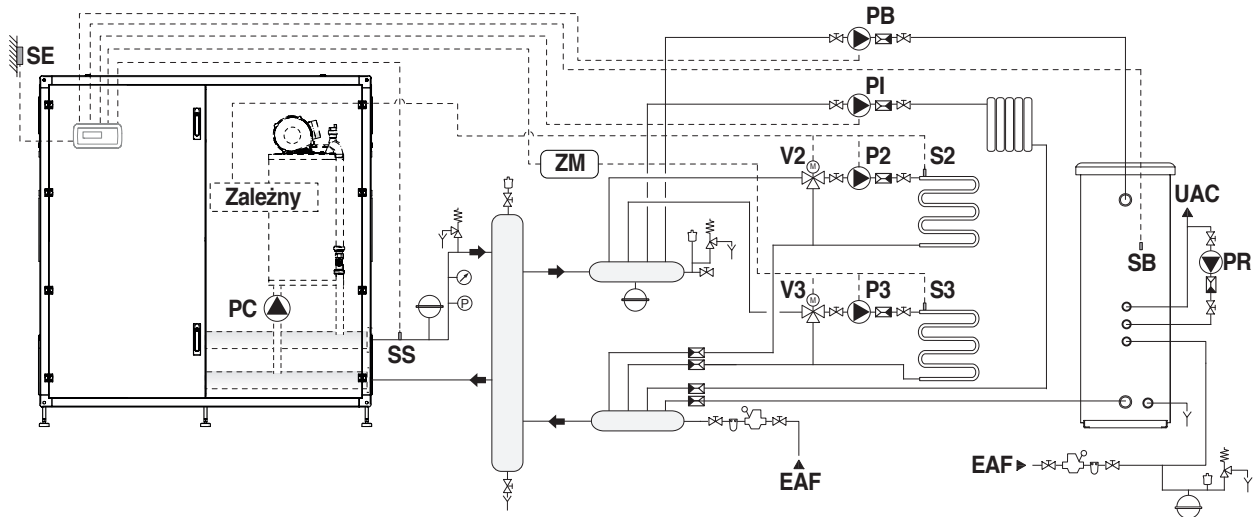 PB
SE
PI
V2
P2
S2
M
ZM
Zależny
UAC
SB
PR
V3
P3
S3
M
PC
P
SS
EAF
EAF